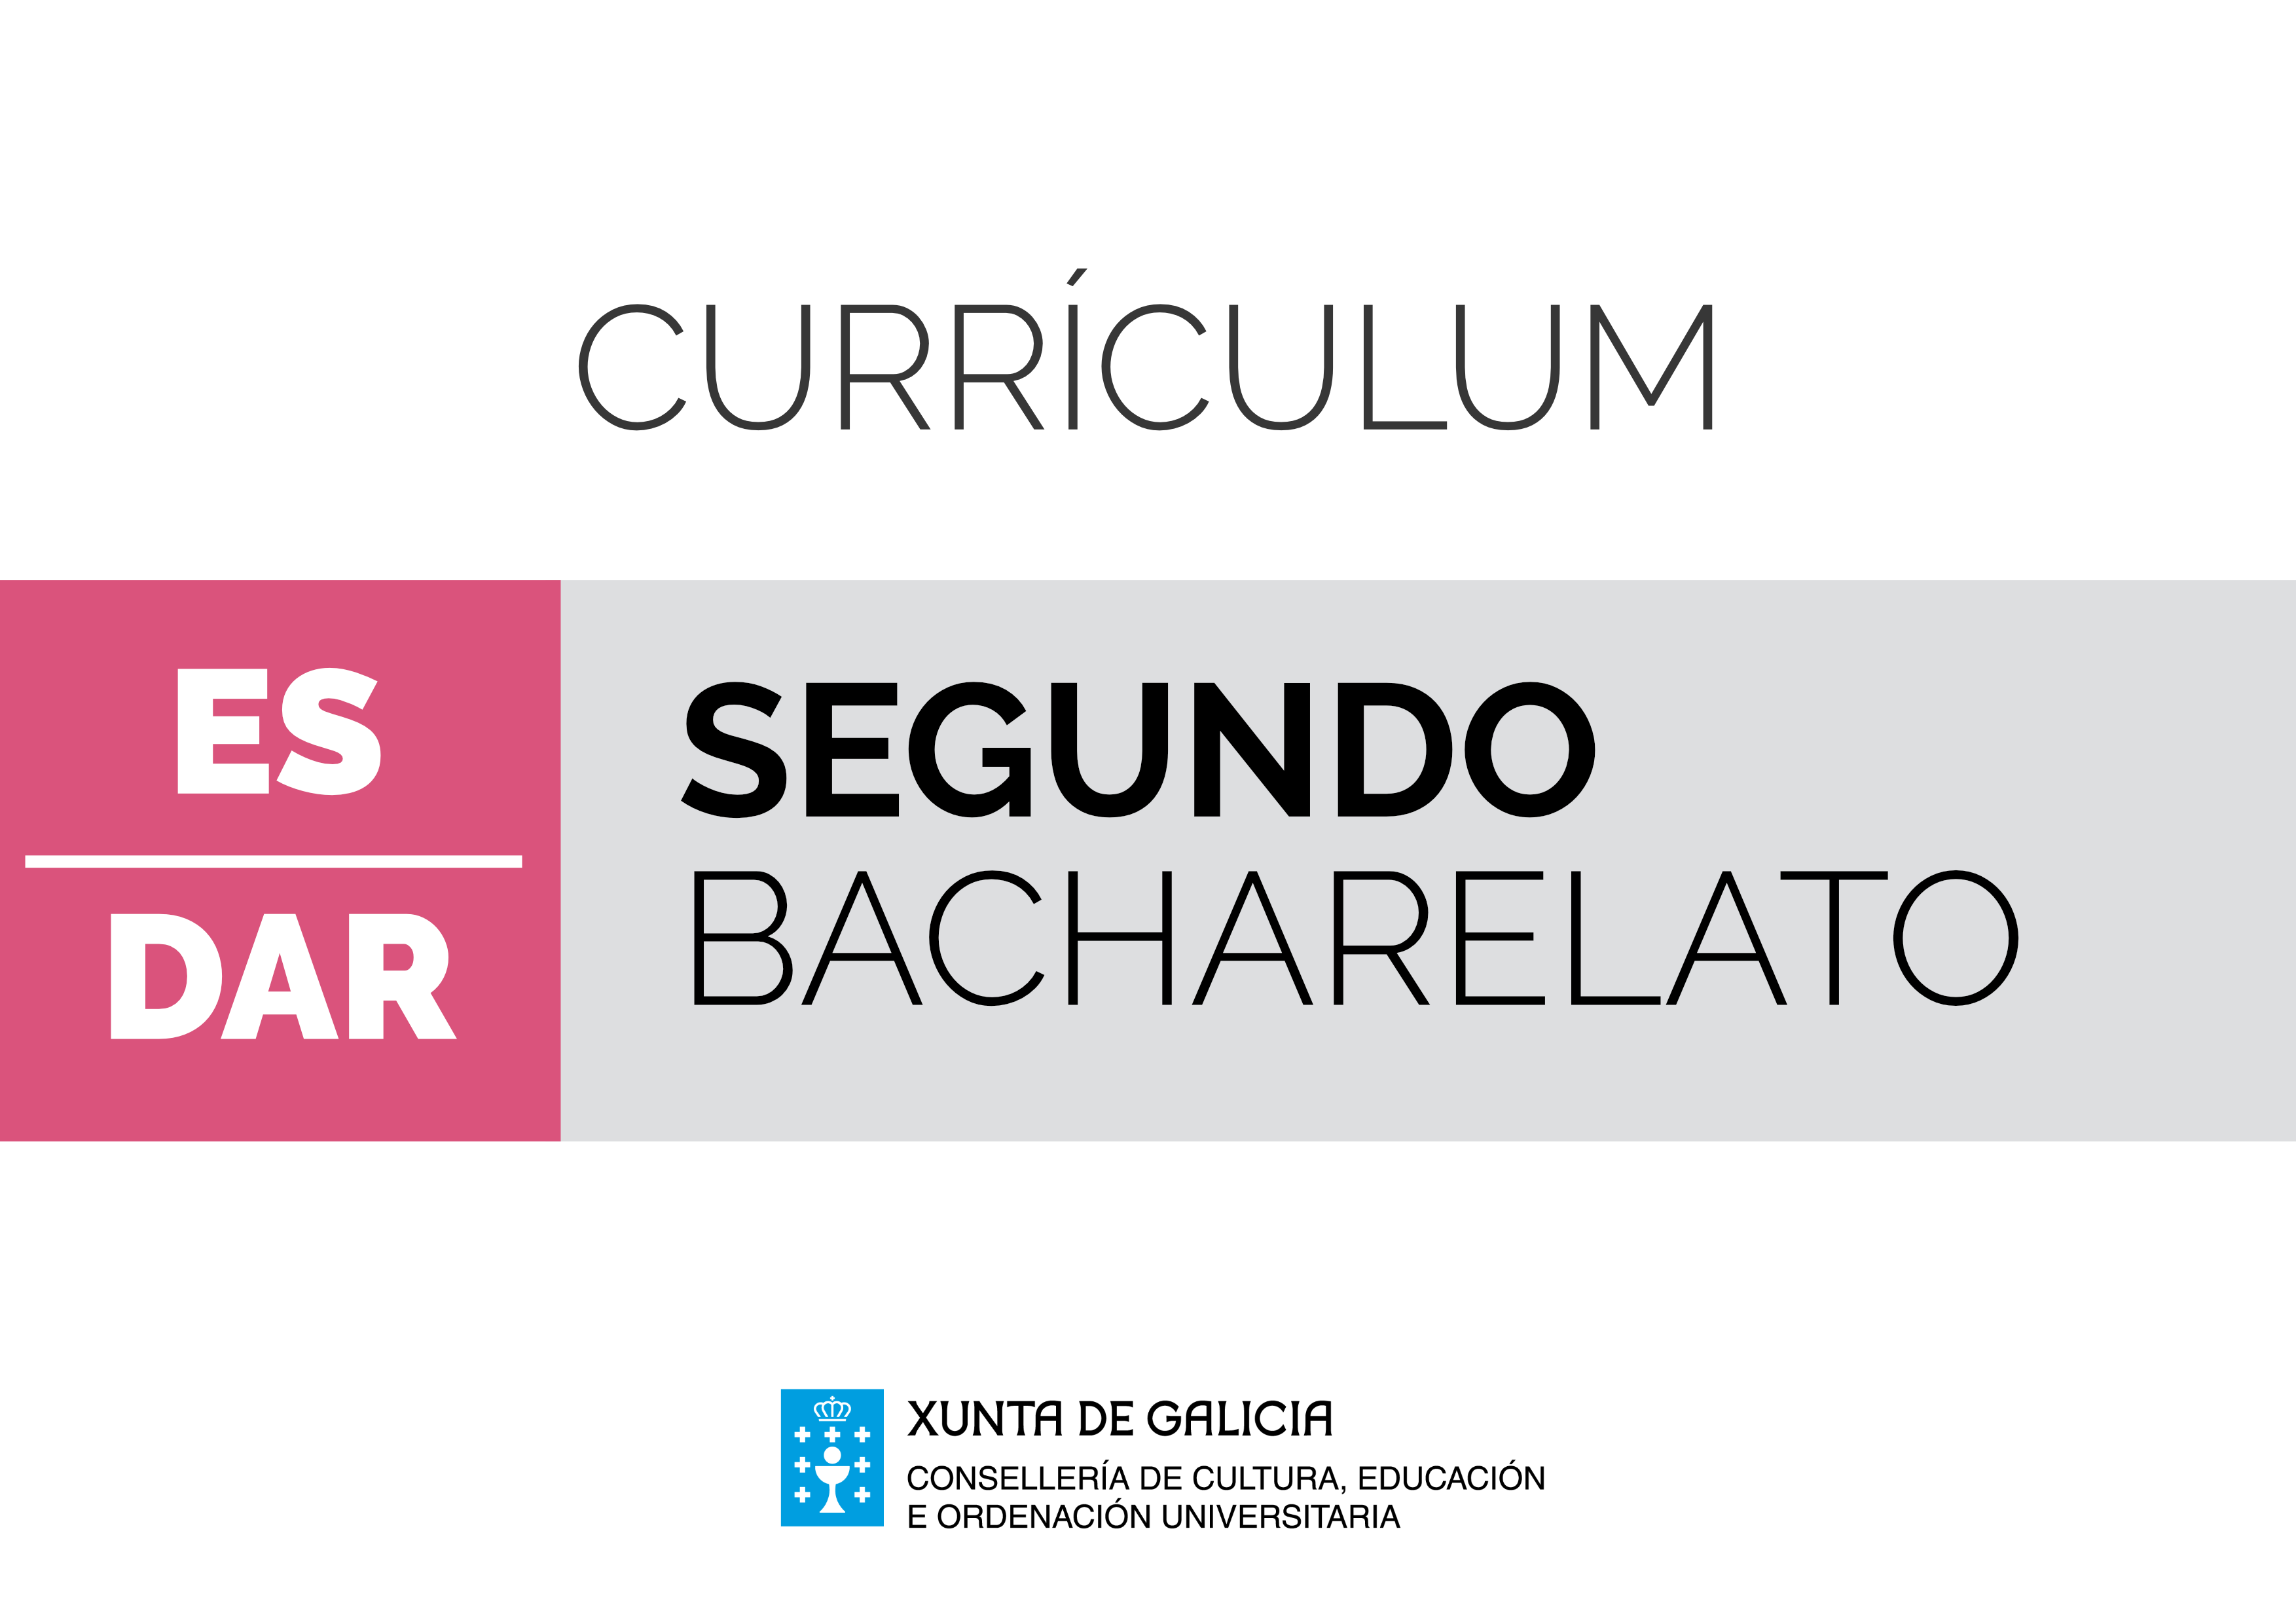 CURRÍCULUM
ES
DAR
SEGUNDO
BACHARELATO
XUNTA DE GALICIA
CONSELLERÍA DE CULTURA, EDUCACIÓN
E ORDENACIÓN UNIVERSITARIA